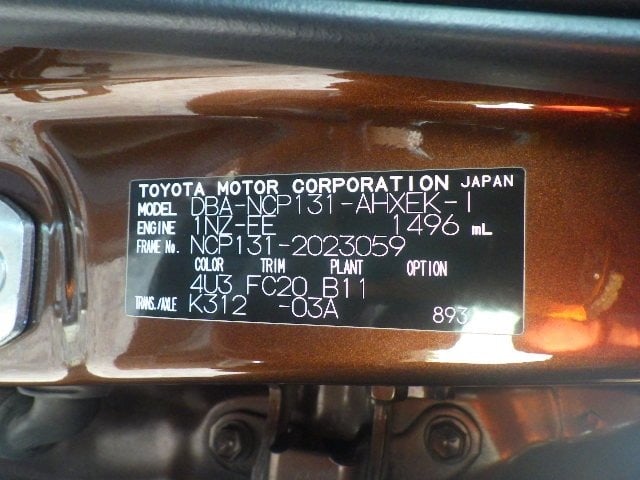 TOYOTA MOTOR CORPORATION JAPAN
MODEL DBA-NCP131-AHXEK-I
ENGINE 1NZ-EE 1496 mL
FRAME No. NCP131-2023059
COLOR TRIM PLANT OPTION
4U3 FC20 B11
TRANS./AXLE K312 -03A 893